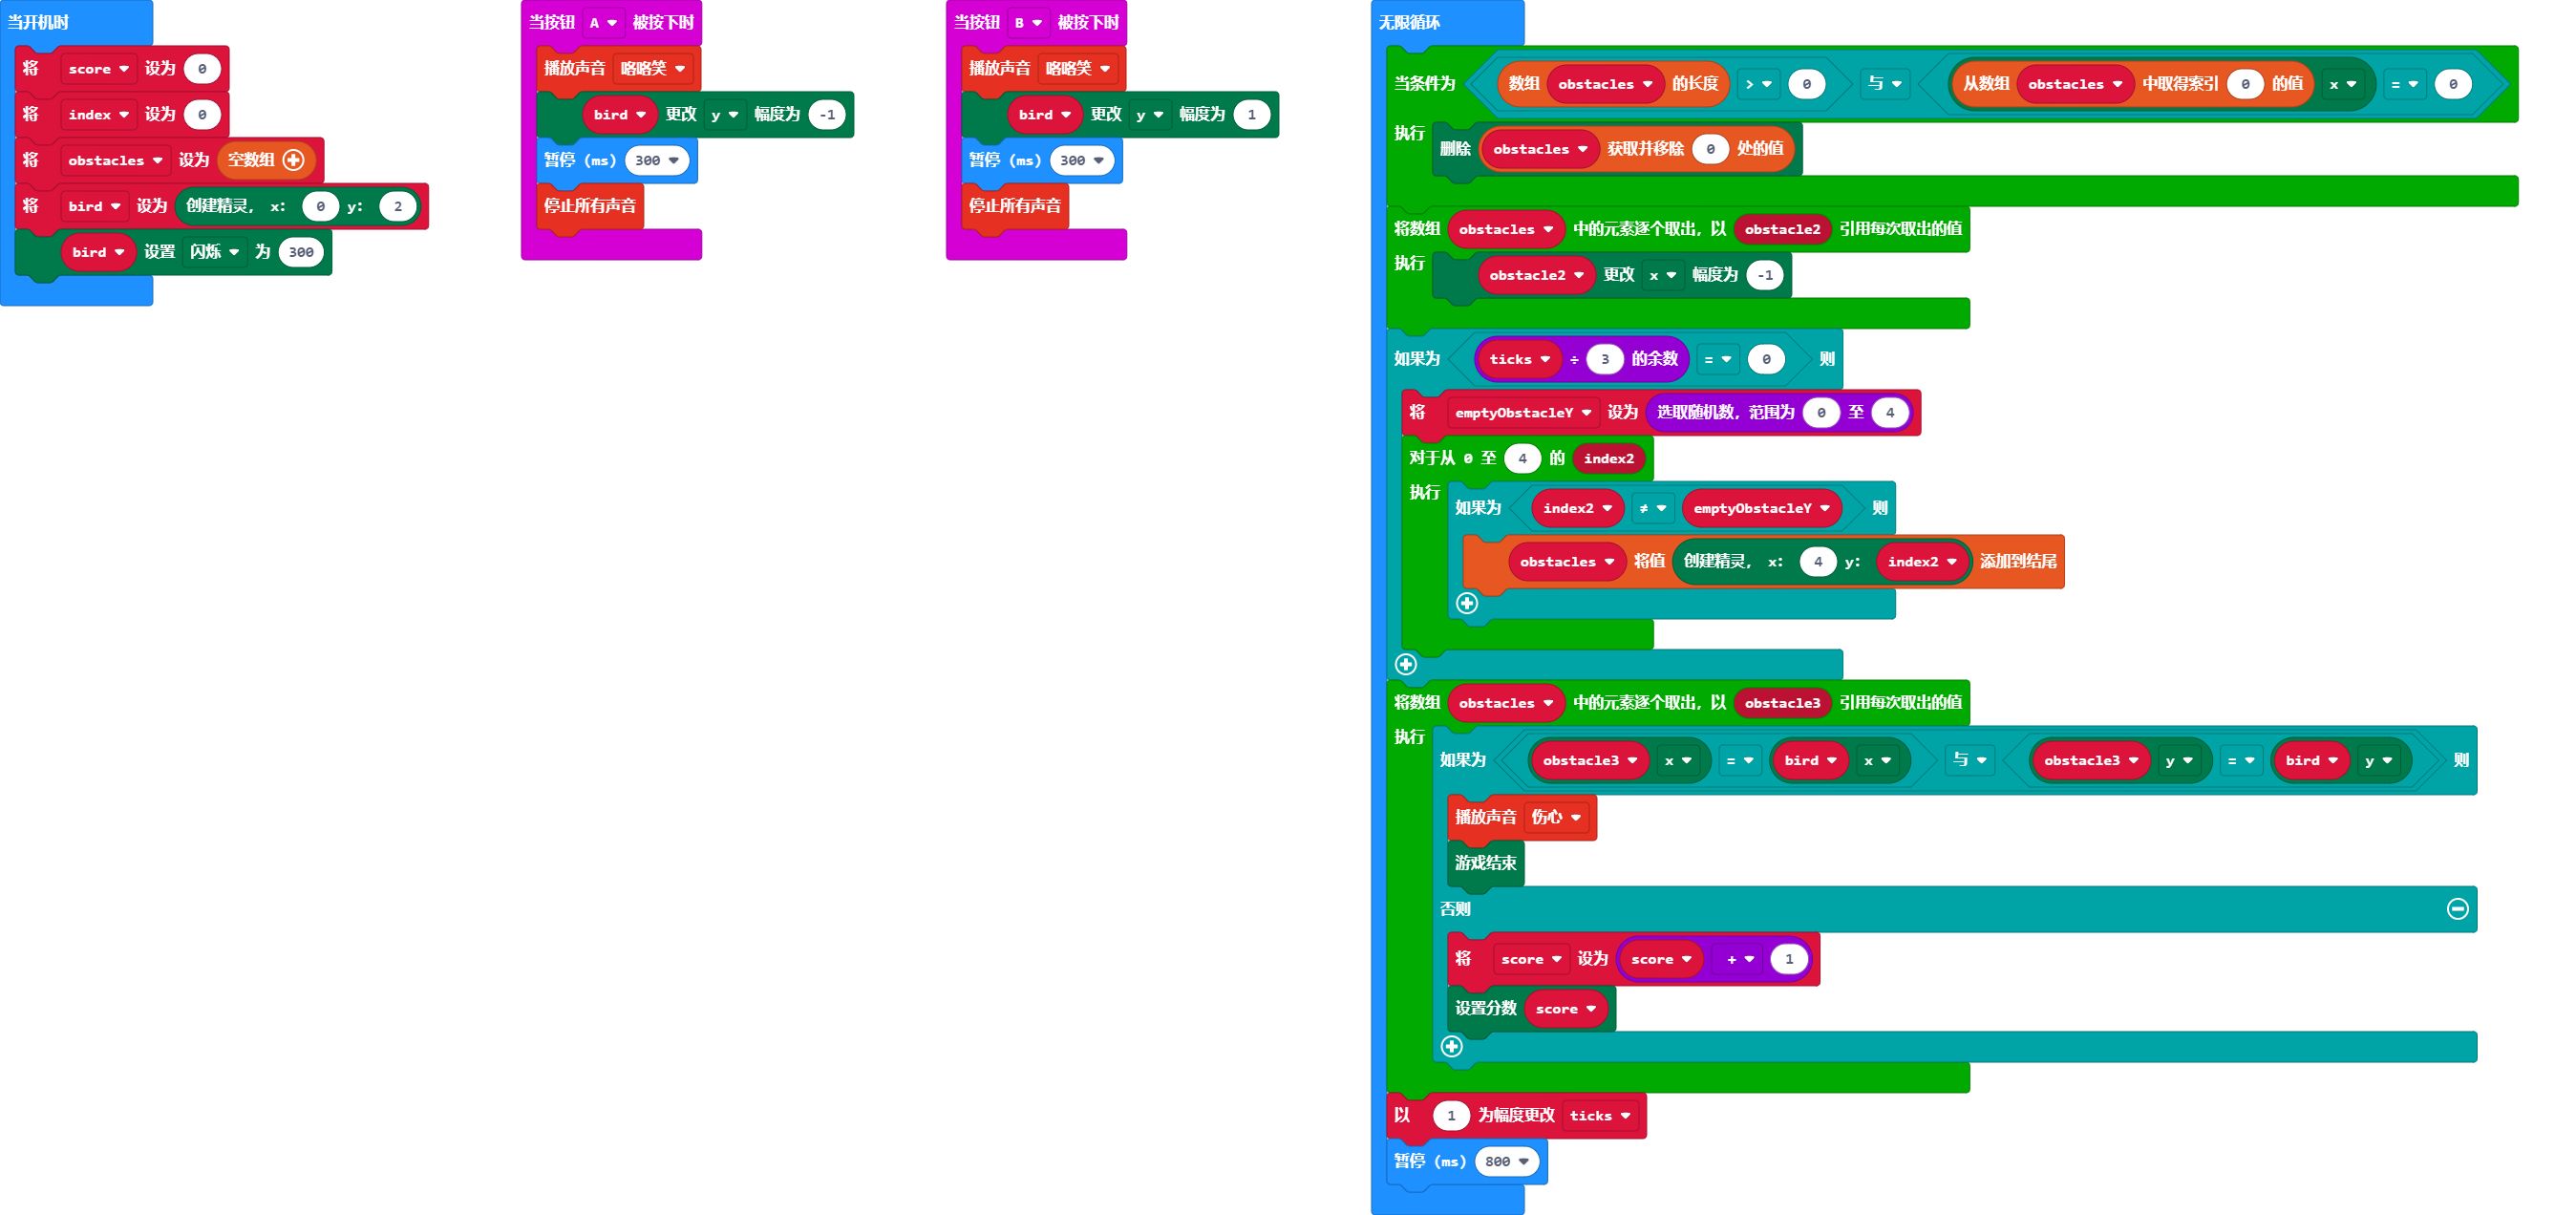 当开机时
将 score 设为 0
将 index 设为 0
将 obstacles 设为 空数组
将 bird 设为 创建精灵， x: 0 y: 2
bird 设置 闪烁 为 300
当按钮 A 被按下时
播放声音 咯咯笑
bird 更改 y 幅度为 -1
暂停 (ms) 300
停止所有声音
当按钮 B 被按下时
播放声音 咯咯笑
bird 更改 y 幅度为 1
暂停 (ms) 300
停止所有声音
无限循环
当条件为 数组 obstacles 的长度 > 0 与 从数组 obstacles 中取得索引 0 的值 x = 0
执行 删除 obstacles 获取并移除 0 处的值
将数组 obstacles 中的元素逐个取出，以 obstacle2 引用每次取出的值
执行 obstacle2 更改 x 幅度为 -1
如果为 ticks ÷ 3 的余数 = 0 则
将 emptyObstacleY 设为 选取随机数，范围为 0 至 4
对于从 0 至 4 的 index2
执行 如果为 index2 ≠ emptyObstacleY 则
obstacles 将值 创建精灵， x: 4 y: index2 添加到结尾
将数组 obstacles 中的元素逐个取出，以 obstacle3 引用每次取出的值
执行 如果为 obstacle3 x = bird x 与 obstacle3 y = bird y 则
播放声音 伤心
游戏结束
否则
将 score 设为 score + 1
设置分数 score
以 1 为幅度更改 ticks
暂停 (ms) 800